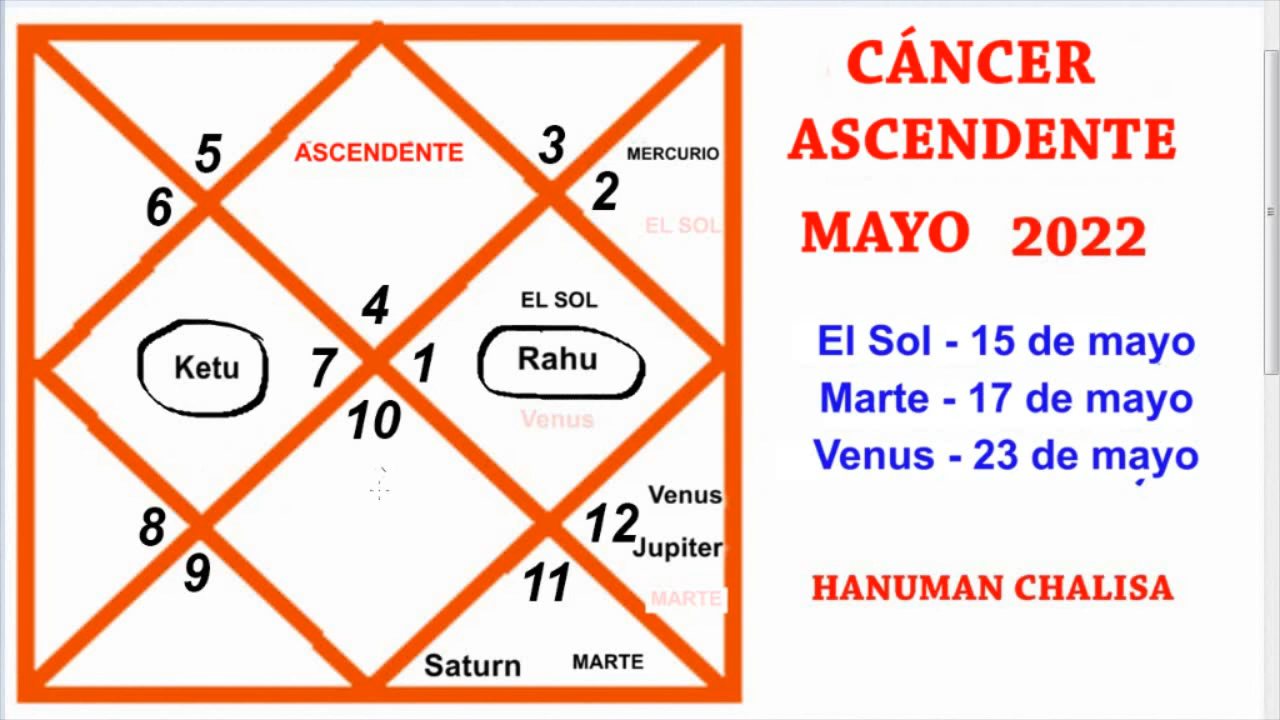 CÁNCER
ASCENDENTE
MAYO 2022
El Sol - 15 de mayo
Marte - 17 de mayo
Venus - 23 de mayo
HANUMAN CHALISA
5
ASCENDENTE
3
MERCURIO
6
2
EL SOL
4
EL SOL
Ketu
7
1
Rahu
10
Venus
8
12
Venus
Jupiter
9
11
MARTE
Saturn
MARTE